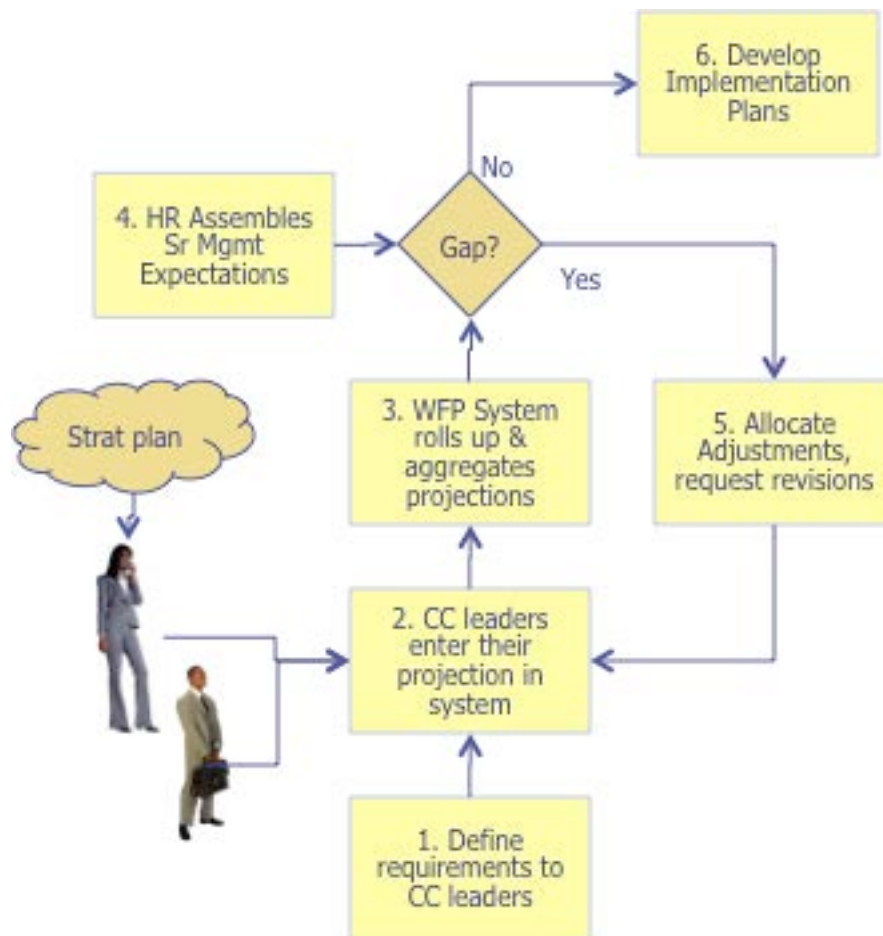 6. Develop
Implementation
Plans
No
4. HR Assembles
Sr Mgmt
Expectations
Gap?
Yes
Strat plan
3. WFP System
rolls up &
aggregates
projections
5. Allocate
Adjustments,
request revisions
2. CC leaders
enter their
projection in
system
1. Define
requirements to
CC leaders